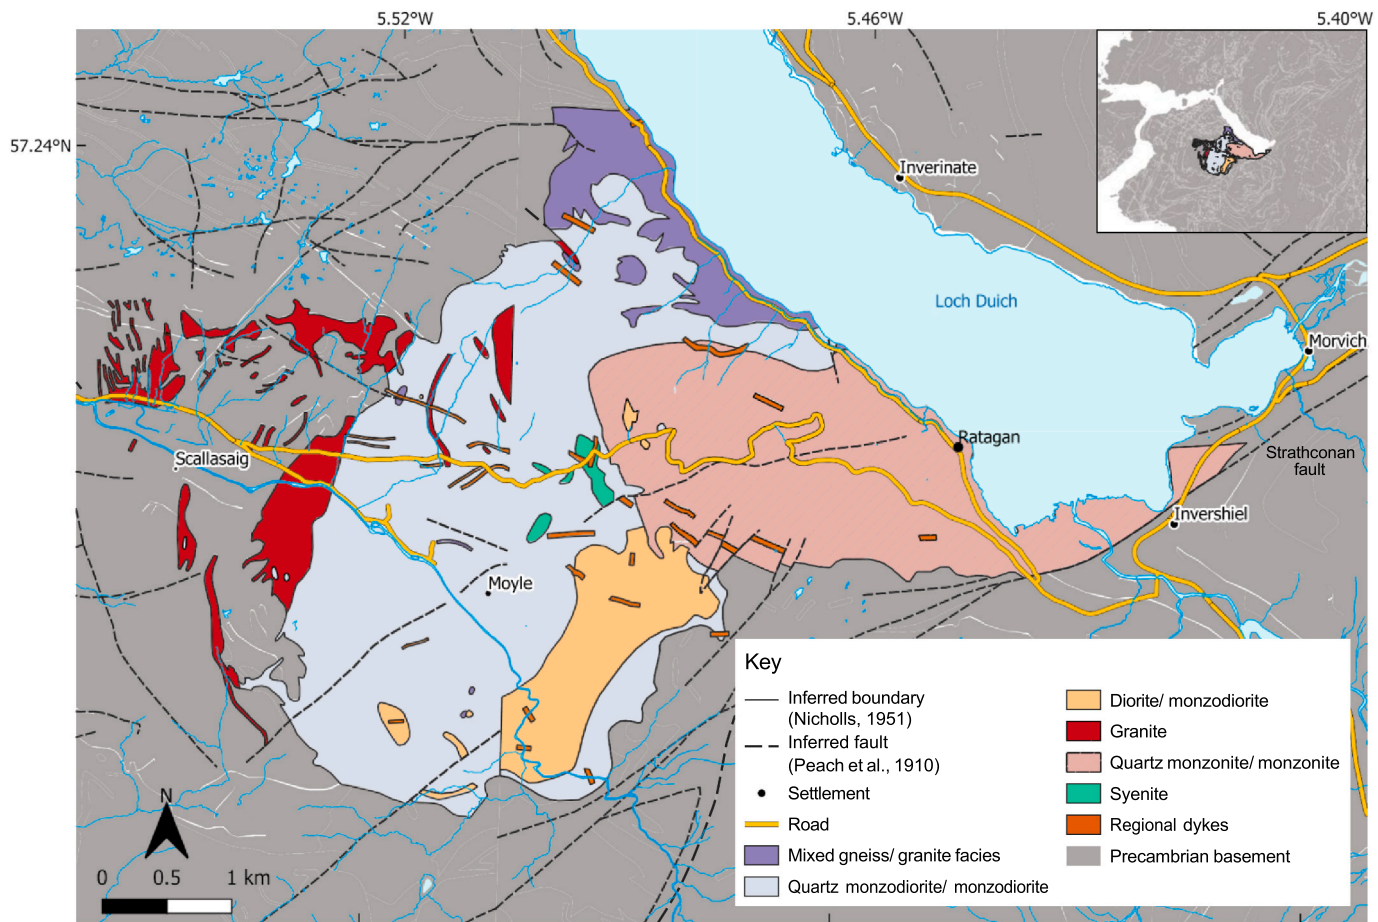 5.52°W
5.46°W
5.40°W
57.24°N
Inverinate
Loch Duich
Morvich
Ratagan
Strathconan
fault
Scallasaig
Invershiel
Moyle
N
0 0.5 1 km
Key
Inferred boundary
(Nicholls, 1951)
Inferred fault
(Peach et al., 1910)
Settlement
Road
Mixed gneiss/ granite facies
Quartz monzodiorite/ monzodiorite
Diorite/ monzodiorite
Granite
Quartz monzonite/ monzonite
Syenite
Regional dykes
Precambrian basement